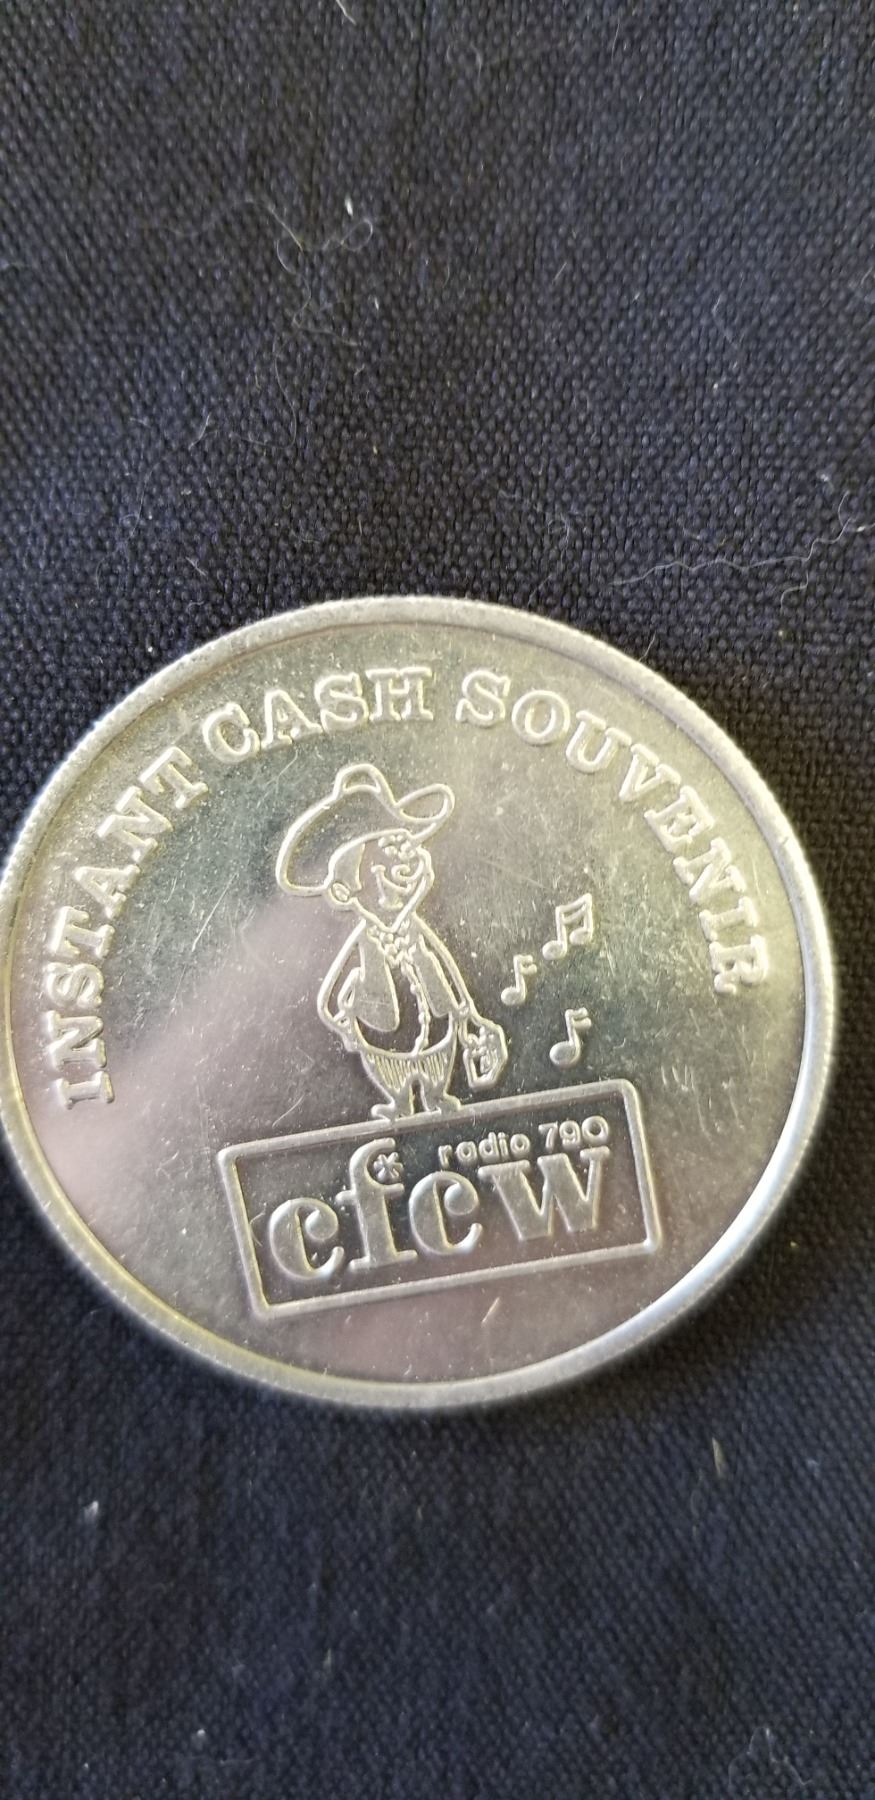 INSTANT CASH SOUVENIR
radio 790
cfcw